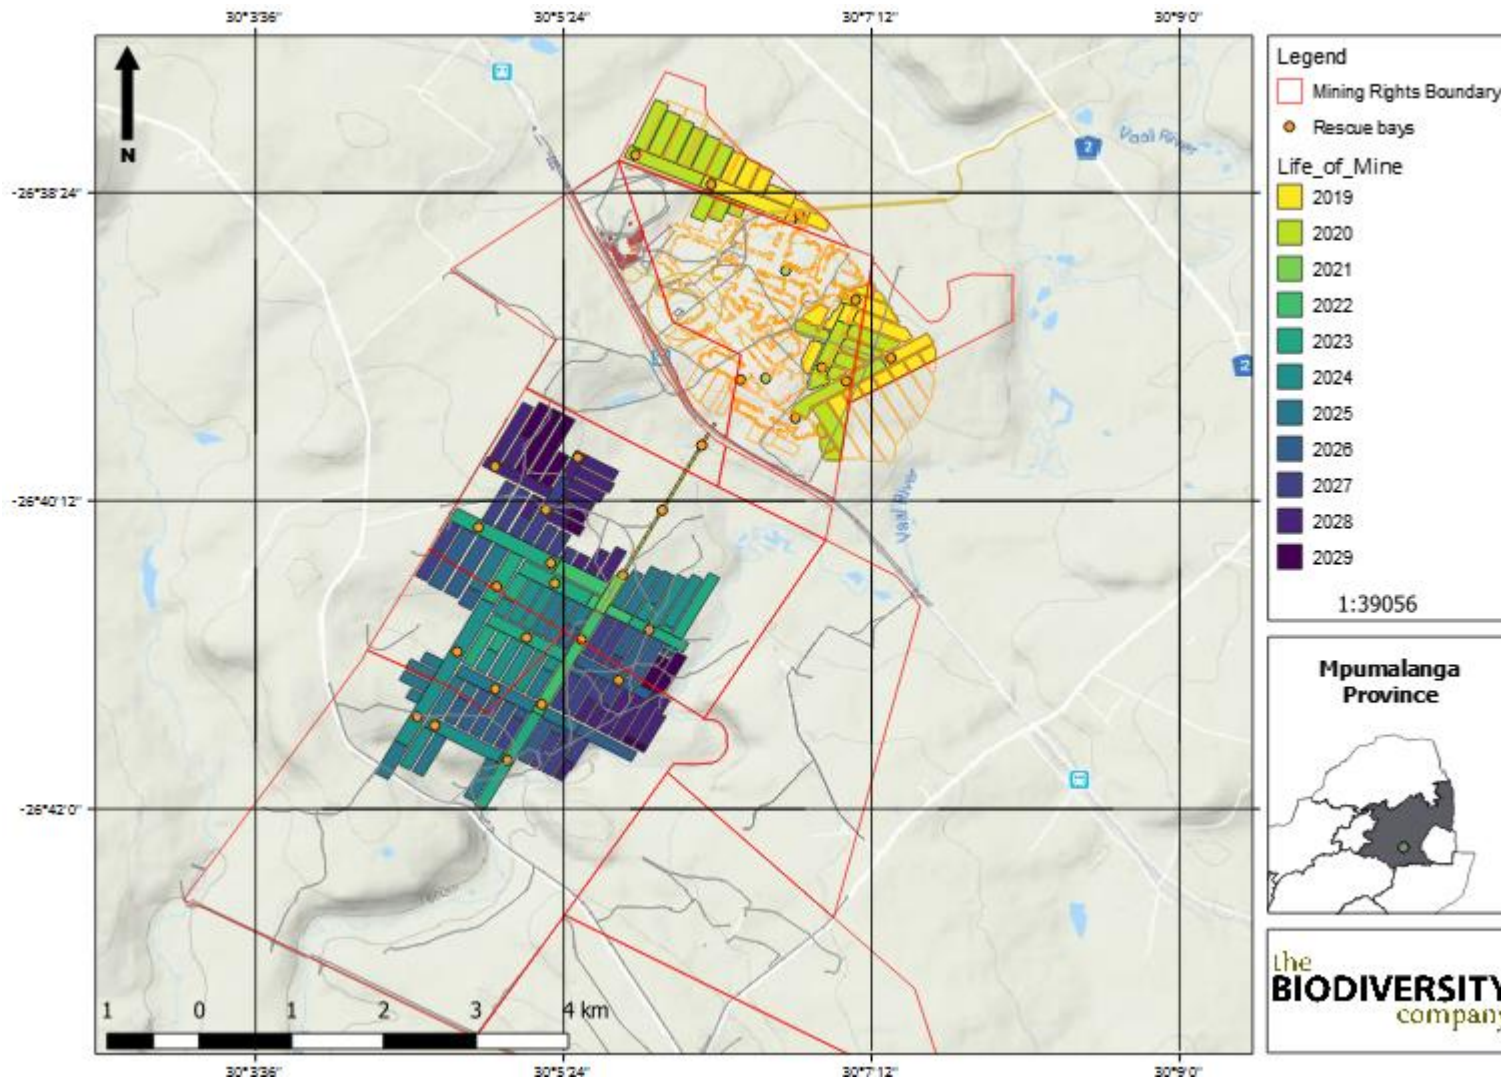 30°3'36" 30°5'24" 30°7'12" 30°9'0"
N
-26°38'24"
-26°40'12"
-26°42'0"
2
Vaal River
2
Vaal River
1 0 1 2 3 4 km
30°3'36" 30°5'24" 30°7'12" 30°9'0"
Legend
Mining Rights Boundary
Rescue bays
Life_of_Mine
2019
2020
2021
2022
2023
2024
2025
2026
2027
2028
2029
1:39056
Mpumalanga
Province
the
BIODIVERSITY
company